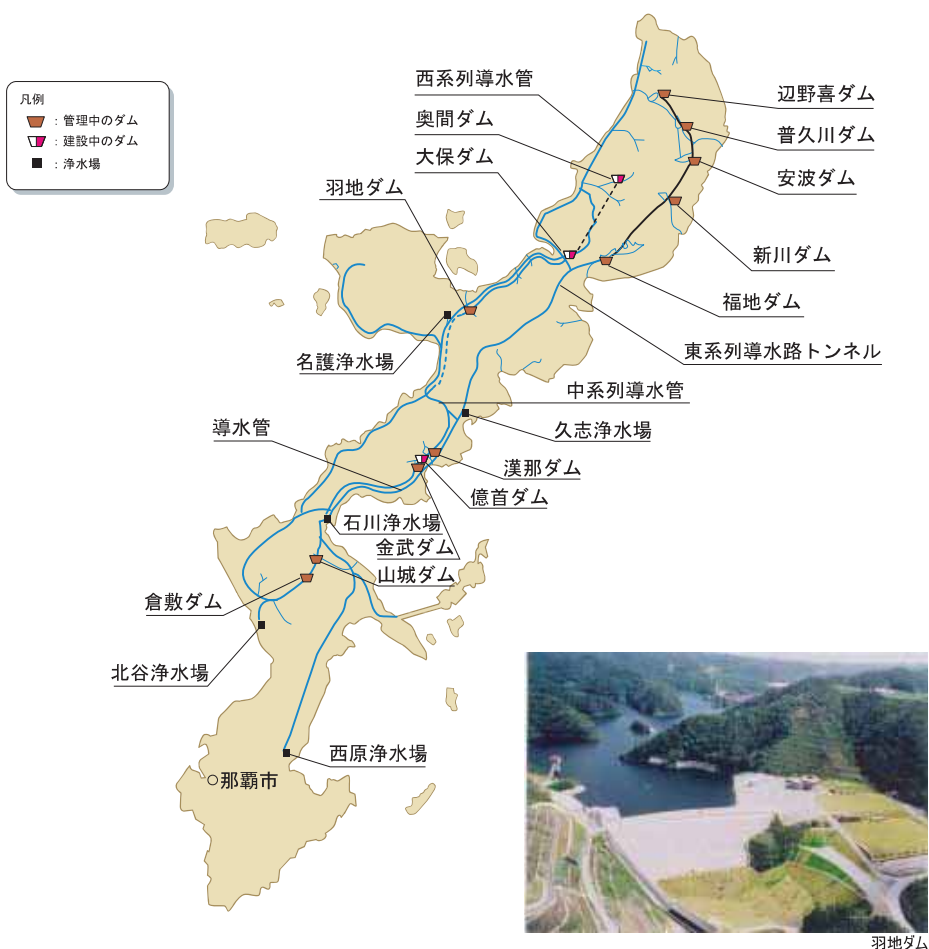 凡例
：管理中のダム
：建設中のダム
：浄水場
西系列導水管
奥間ダム
大保ダム
羽地ダム
辺野喜ダム
普久川ダム
安波ダム
新川ダム
福地ダム
東系列導水路トンネル
名護浄水場
中系列導水管
久志浄水場
導水管
漢那ダム
億首ダム
石川浄水場
金武ダム
山城ダム
倉敷ダム
北谷浄水場
西原浄水場
那覇市
羽地ダム